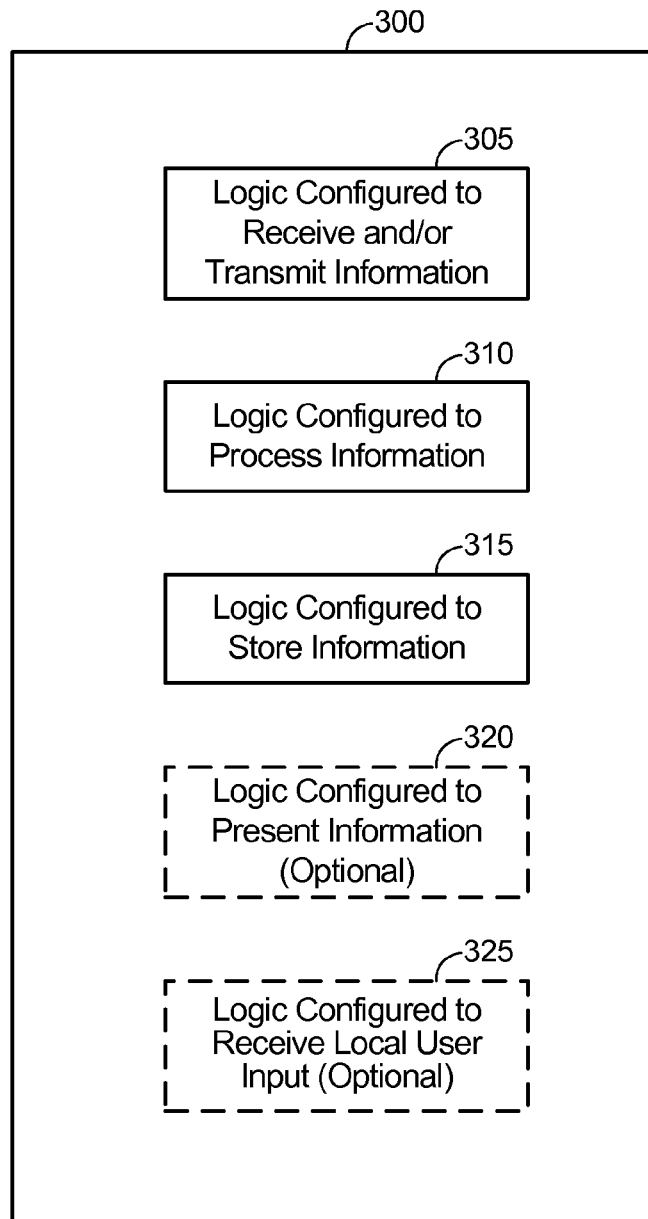 300
305
Logic Configured to
Receive and/or
Transmit Information
310
Logic Configured to
Process Information
315
Logic Configured to
Store Information
320
Logic Configured to
Present Information
(Optional)
325
Logic Configured to
Receive Local User
Input (Optional)